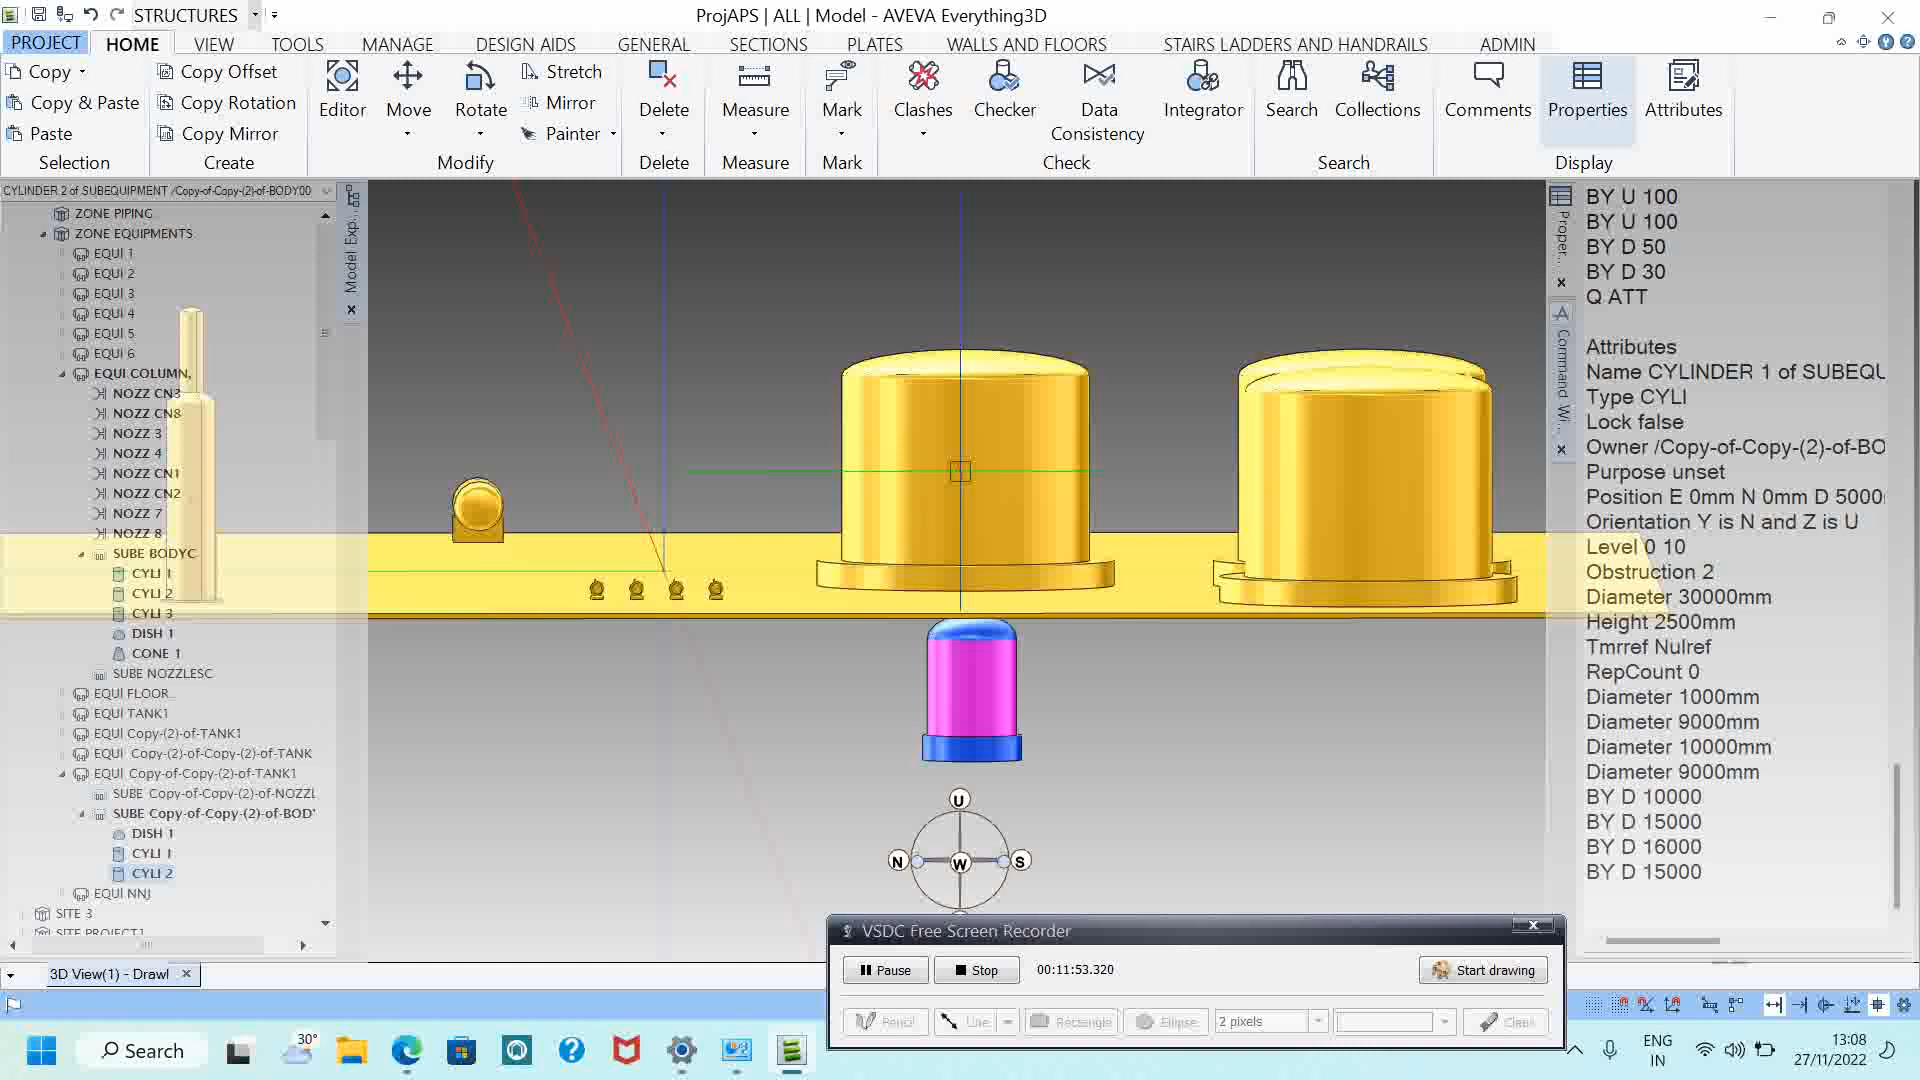 STRUCTURES
ProjAPS | ALL | Model - AVEVA Everything3D
PROJECT
HOME
VIEW
TOOLS
MANAGE
DESIGN AIDS
GENERAL
SECTIONS
PLATES
WALLS AND FLOORS
STAIRS LADDERS AND HANDRAILS
ADMIN
Copy
Copy & Paste
Paste
Selection
Copy Offset
Copy Rotation
Copy Mirror
Create
Editor
Move
Rotate
Stretch
Mirror
Painter
Modify
Delete
Delete
Measure
Measure
Mark
Mark
Clashes
Checker
Data
Consistency
Integrator
Check
Search
Collections
Search
Comments
Properties
Attributes
Display
CYLINDER 2 of SUBEQUIPMENT /Copy-of-Copy-(2)-of-BODY00
ZONE PIPING
ZONE EQUIPMENTS
EQUI 1
EQUI 2
EQUI 3
EQUI 4
EQUI 5
EQUI 6
EQUI COLUMN
NOZZ CN3
NOZZ CN8
NOZZ 3
NOZZ 4
NOZZ CN1
NOZZ CN2
NOZZ 7
NOZZ 8
SUBE BODYC
CYLI 1
CYLI 2
CYLI 3
DISH 1
CONE 1
SUBE NOZZLESC
EQUI FLOOR
EQUI TANK1
EQUI Copy-(2)-of-TANK1
EQUI Copy-(2)-of-Copy-(2)-of-TANK
EQUI Copy-of-Copy-(2)-of-TANK1
SUBE Copy-of-Copy-(2)-of-NOZZL
SUBE Copy-of-Copy-(2)-of-BOD
DISH 1
CYLI 1
CYLI 2
EQUI NNJ
SITE 3
SITE PROJECT1
Model Exp...
U
N
W
S
Proper...
Command Wi...
BY U 100
BY U 100
BY D 50
BY D 30
Q ATT
Attributes
Name CYLINDER 1 of SUBEQU
Type CYLI
Lock false
Owner /Copy-of-Copy-(2)-of-BO
Purpose unset
Position E 0mm N 0mm D 5000
Orientation Y is N and Z is U
Level 0 10
Obstruction 2
Diameter 30000mm
Height 2500mm
Tmrref Nulref
RepCount 0
Diameter 1000mm
Diameter 9000mm
Diameter 10000mm
Diameter 9000mm
BY D 10000
BY D 15000
BY D 16000
BY D 15000
3D View(1) - Drawl
VSDC Free Screen Recorder
Pause
Stop
00:11:53.320
Start drawing
Pencil
Line
Rectangle
Ellipse
2 pixels
Clear
Search
30°
ENG
IN
13:08
27/11/2022